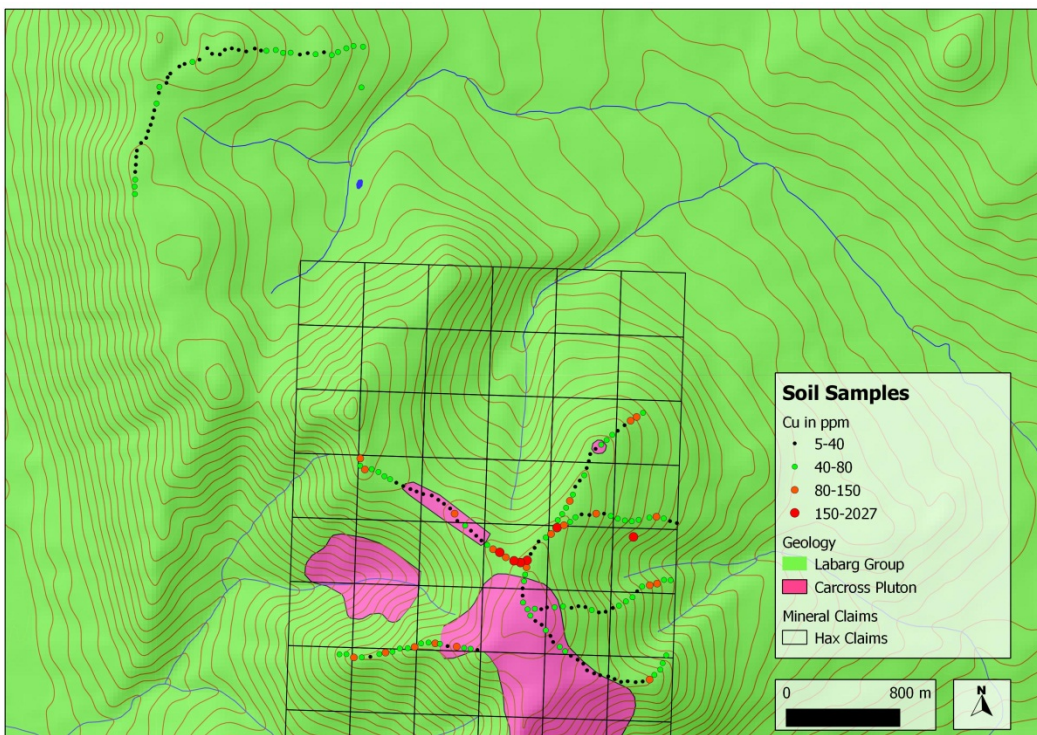 Soil Samples
Cu in ppm
5-40
40-80
80-150
150-2027
Geology
Labarg Group
Carcross Pluton
Mineral Claims
Hax Claims
0 800 m
N